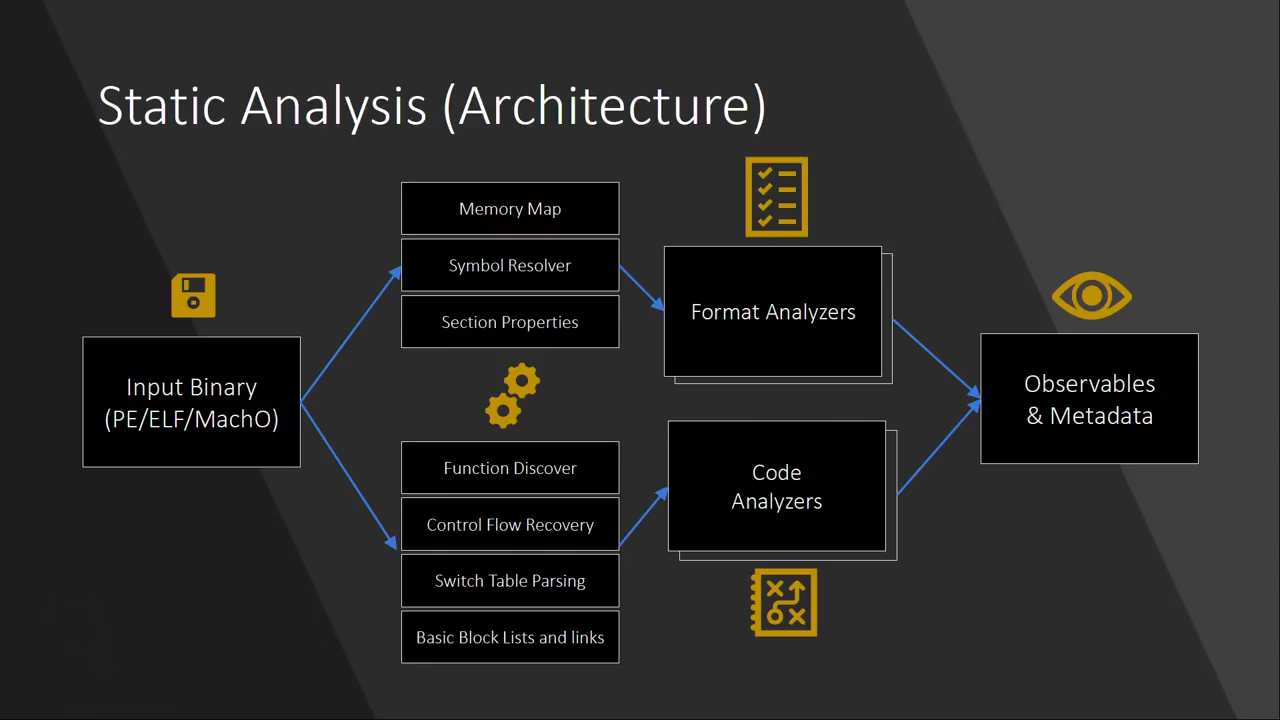 Static Analysis (Architecture)
Memory Map
Symbol Resolver
Section Properties
Input Binary
(PE/ELF/MachO)
Function Discover
Control Flow Recovery
Switch Table Parsing
Basic Block Lists and links
Format Analyzers
Code
Analyzers
Observables
& Metadata